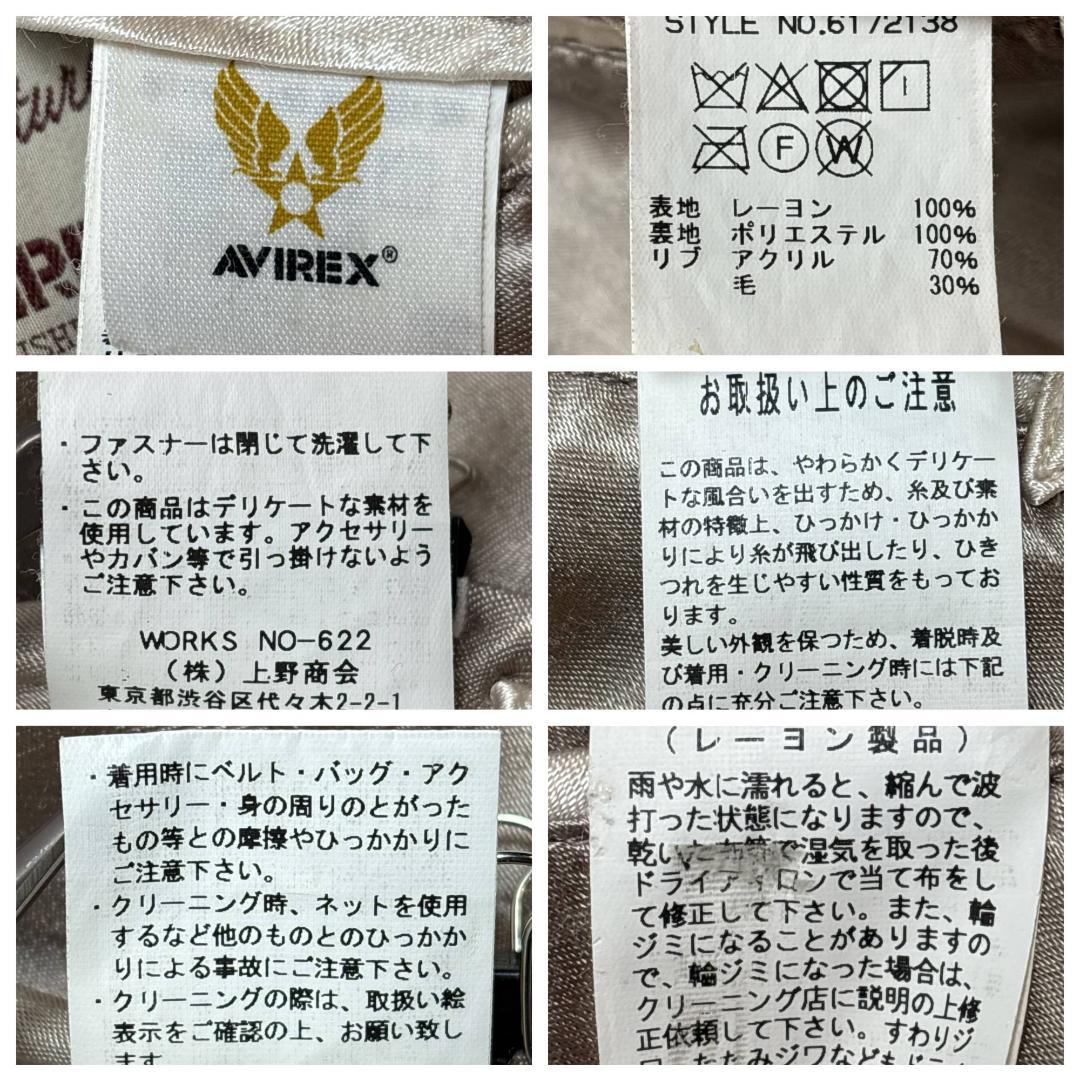 AVIREX®
STYLE NO.6172138
F
W
表地 レーヨン 100%
裏地 ポリエステル 100%
リブ アクリル 70%
毛 30%
・ファスナーは閉じて洗濯して下
さい。
・この商品はデリケートな素材を
使用しています。アクセサリー
やカバン等で引っ掛けないよう
ご注意下さい。
WORKS NO-622
(株)上野商会
東京都渋谷区代々木2-2-1
お取扱い上のご注意
この商品は、やわらかくデリケー
トな風合いを出すため、糸及び素
材の特徴上、ひっかけ・ひっかか
りにより糸が飛び出したり、ひき
つれを生じやすい性質をもってお
ります。
美しい外観を保つため、着脱時及
び着用・クリーニング時には下記
の点に充分ご注意下さい。
・着用時にベルト・バッグ・アク
セサリー・身の周りのとがった
もの等との摩擦やひっかかりに
ご注意下さい。
・クリーニング時、ネットを使用
するなど他のものとのひっかか
りによる事故にご注意下さい。
・クリーニングの際は、取扱い絵
表示をご確認の上、お願い致し
ます
(レーヨン製品)
雨や水に濡れると、縮んで波
打った状態になりますので、
乾いた布等で湿気を取った後
ドライアイロンで当て布をし
て修正して下さい。また、輪
ジミになることがありますの
で、輪ジミになった場合は、
クリーニング店に説明の上修
正依頼して下さい。すわりジ